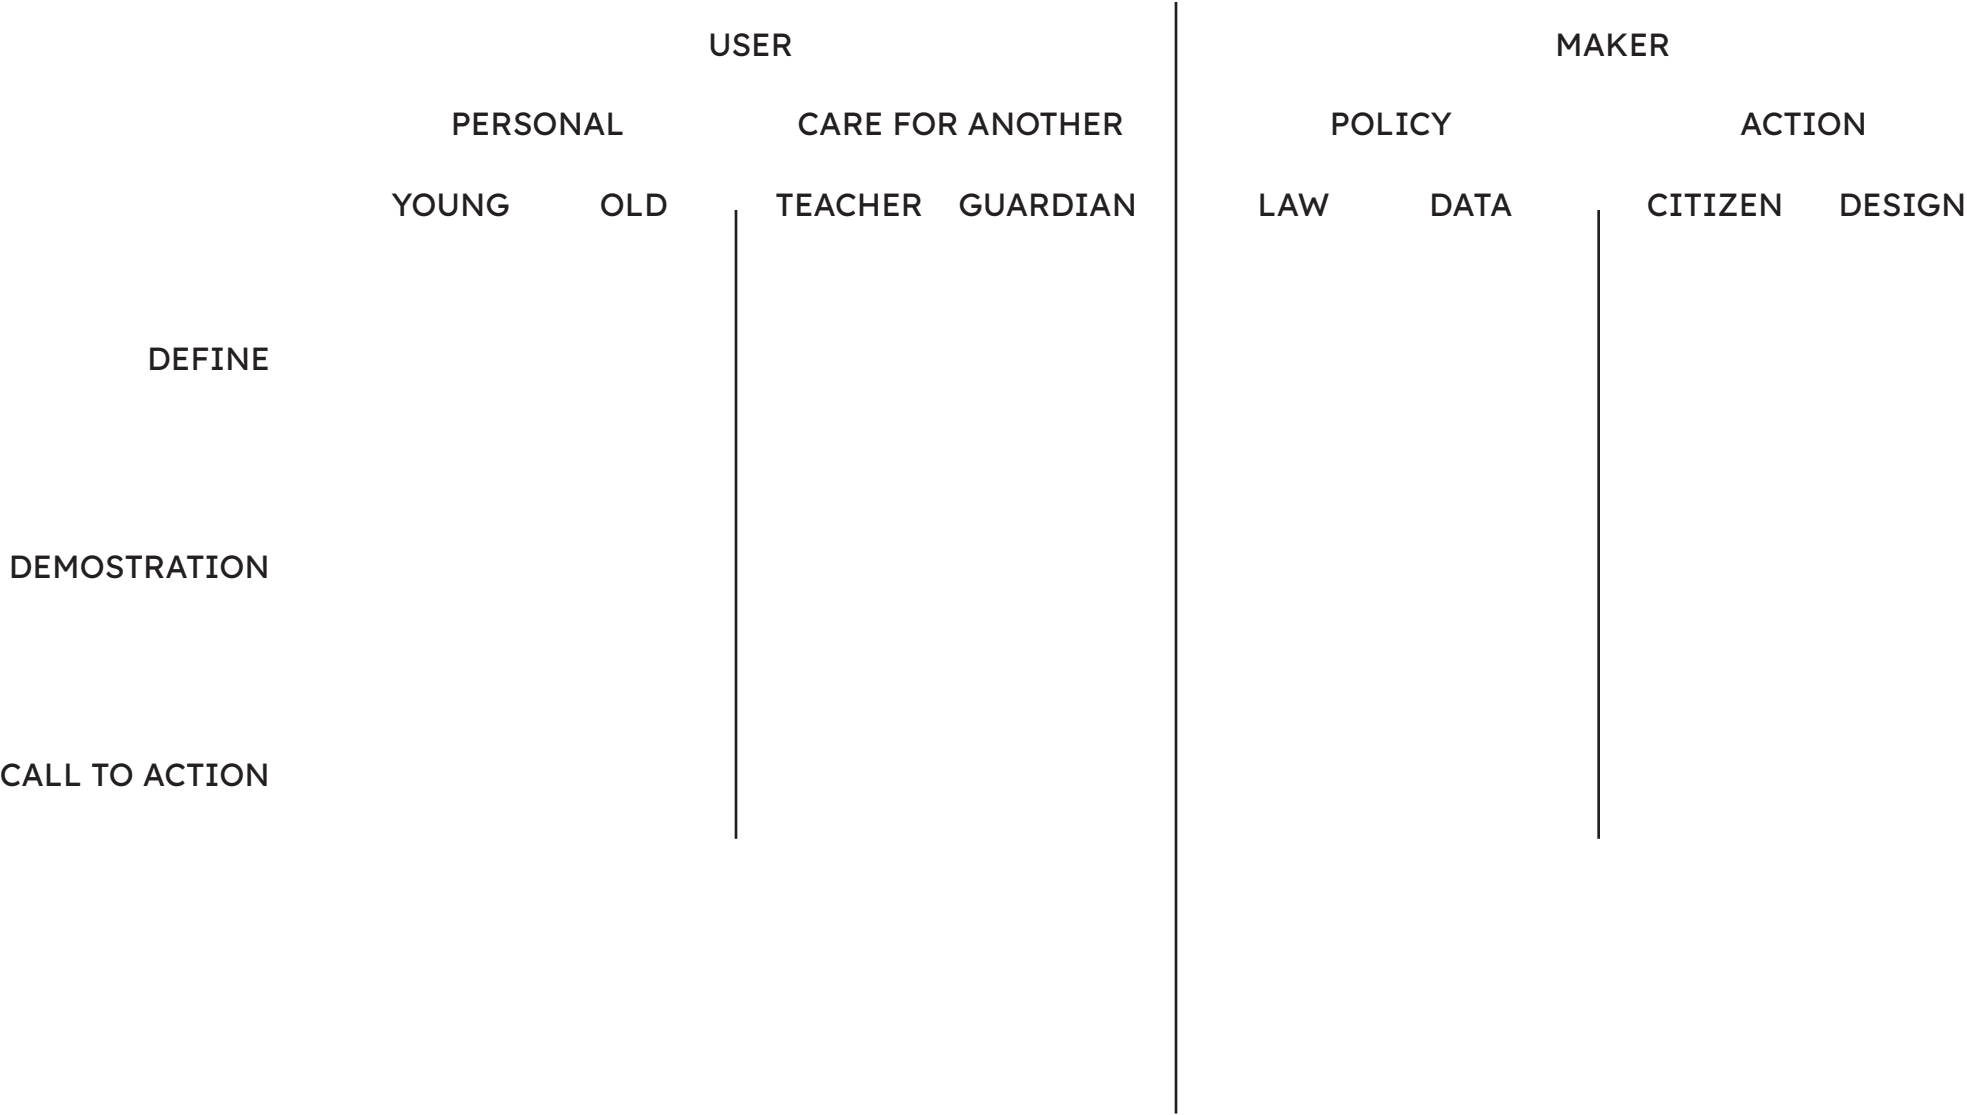 USER MAKER
PERSONAL CARE FOR ANOTHER POLICY ACTION
YOUNG OLD TEACHER GUARDIAN LAW DATA CITIZEN DESIGN
DEFINE
DEMOSTRATION
CALL TO ACTION